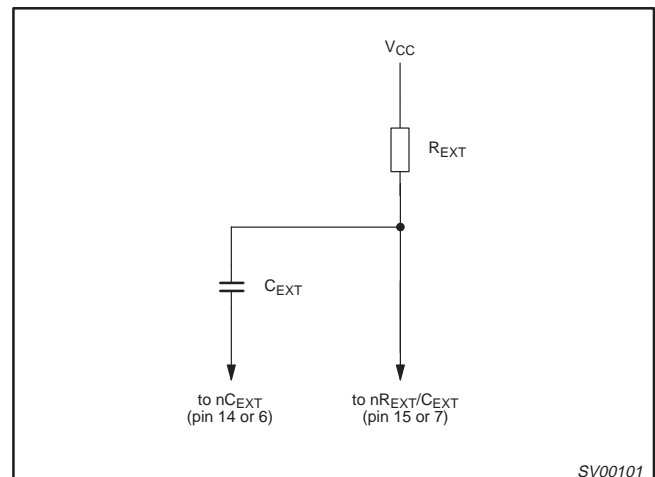 VCC
REXT
CEXT
to nCEXT
(pin 14 or 6)
to nREXT/CEXT
(pin 15 or 7)
SV00101